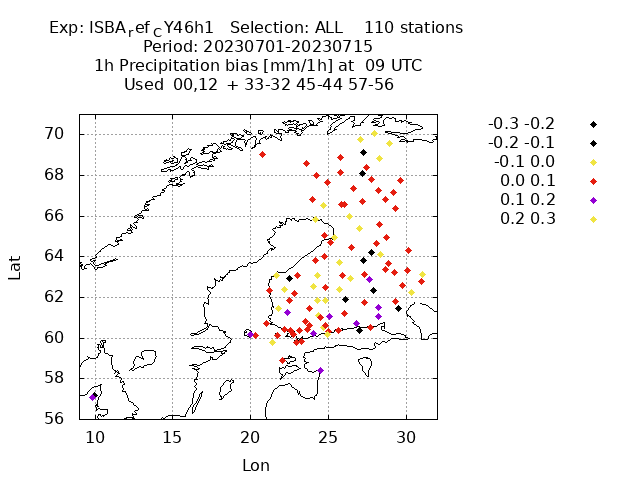 Exp: ISBA_ref_CY46h1 Selection: ALL 110 stations
Period: 20230701-20230715
1h Precipitation bias [mm/1h] at 09 UTC
Used 00,12 + 33-32 45-44 57-56
-0.3 -0.2
-0.2 -0.1
-0.1 0.0
0.0 0.1
0.1 0.2
0.2 0.3
70
68
66
64
62
60
58
56
Lat
10 15 20 25 30
Lon